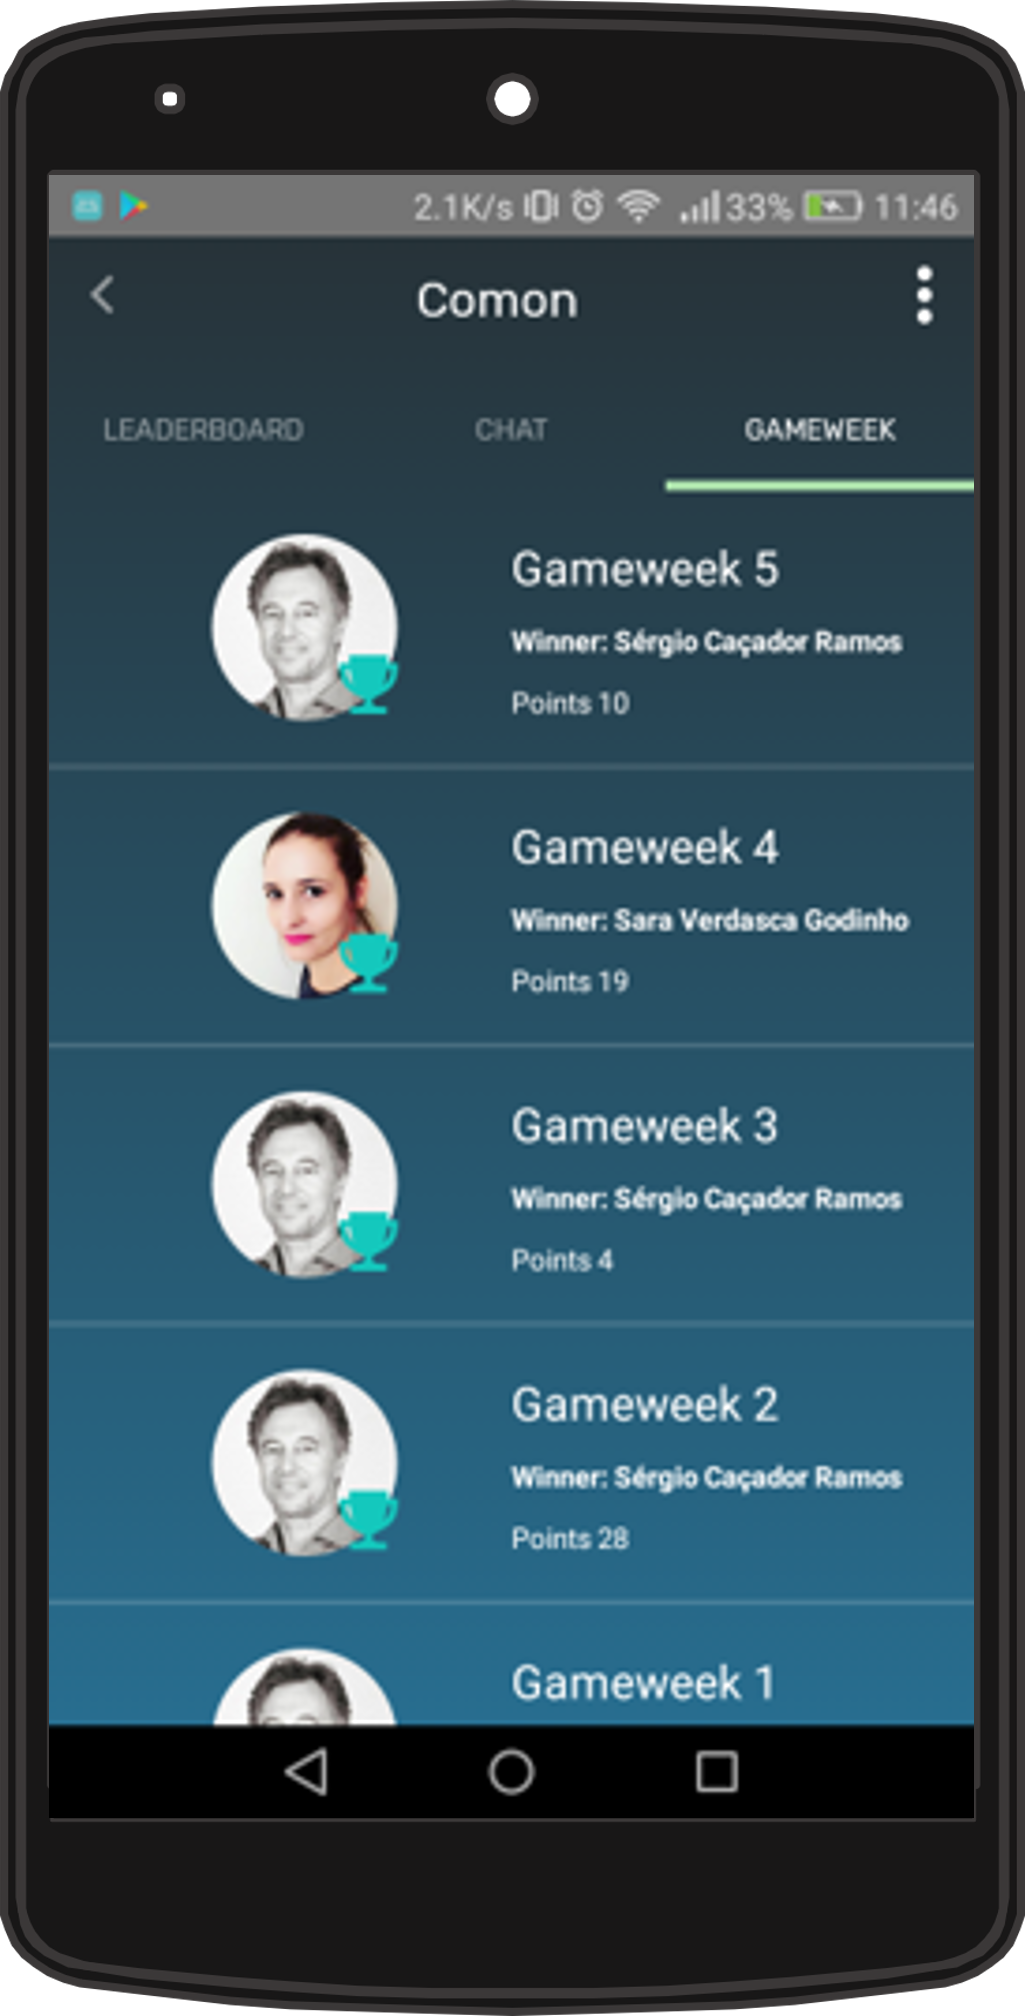 2.1K/s 33% 11:46
Comon
LEADERBOARD CHAT GAMEWEEK
Gameweek 5
Winner: Sérgio Caçador Ramos
Points 10
Gameweek 4
Winner: Sara Verdasca Godinho
Points 19
Gameweek 3
Winner: Sérgio Caçador Ramos
Points 4
Gameweek 2
Winner: Sérgio Caçador Ramos
Points 28
Gameweek 1